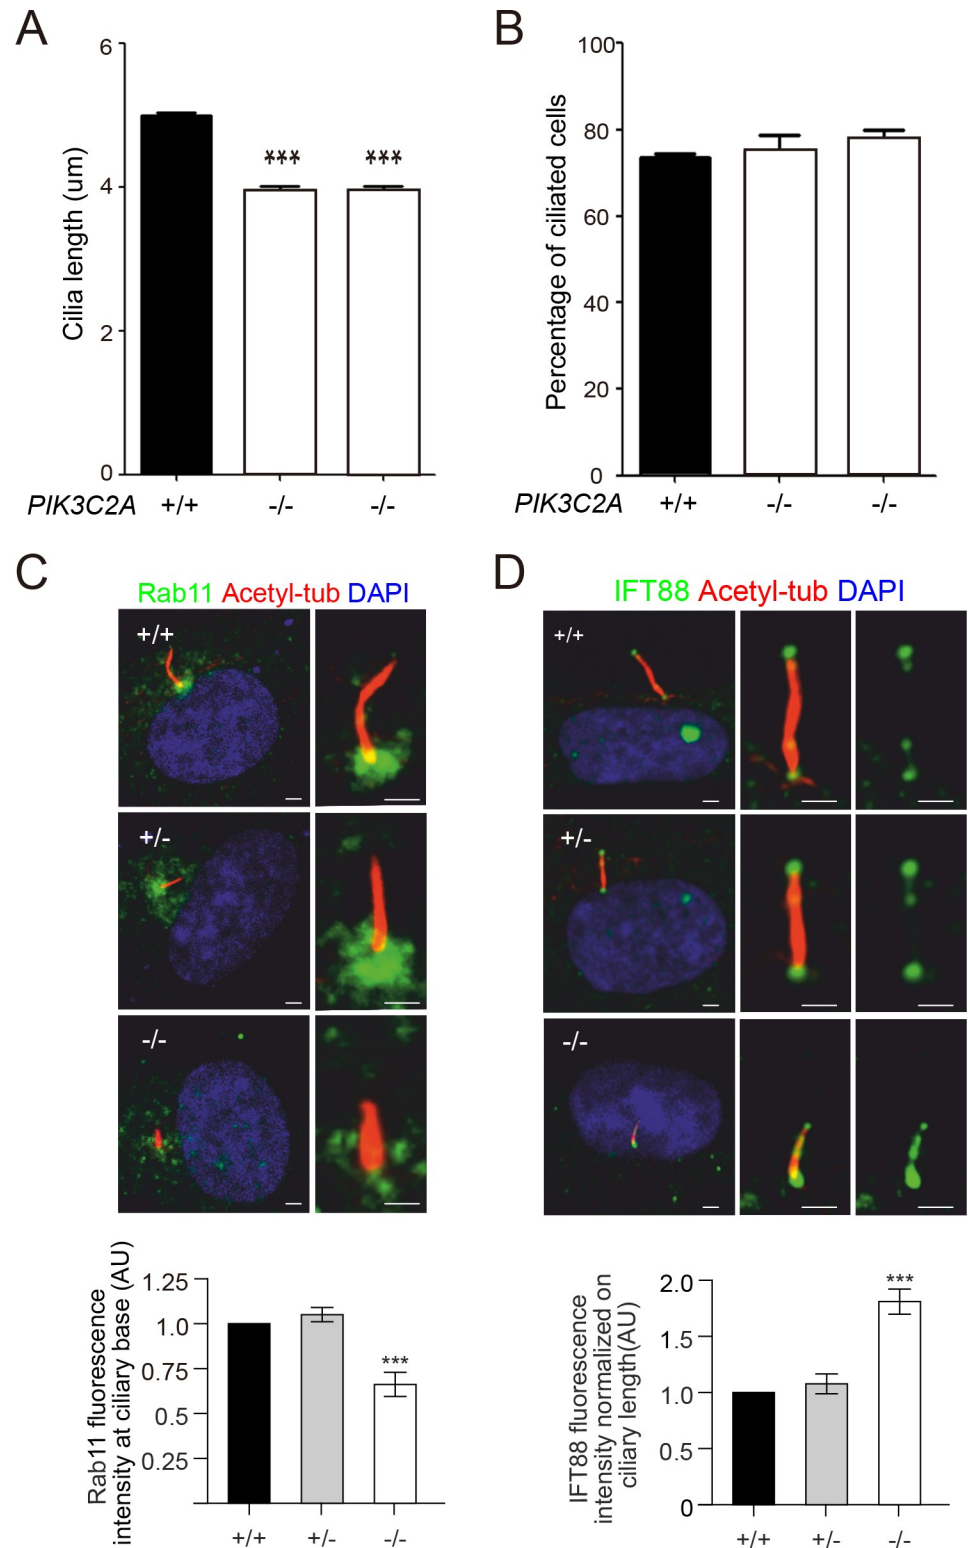 A
6
4
2
0
Cilia length (um)
***
***
PIK3C2A +/+ -/- -/-
B
100
80
60
40
20
0
Percentage of ciliated cells
PIK3C2A +/+ -/- -/-
C
Rab11 Acetyl-tub DAPI
+/+
+/-
-/-
Rab11 fluorescence
intensity at ciliary base (AU)
1.25
1.0
0.75
0.5
0.25
***
+/+ +/- -/-
D
IFT88 Acetyl-tub DAPI
+/+
+/-
-/-
IFT88 fluorescence
intensity normalized on
ciliary length(AU)
2.0
1.5
1.0
0.5
0
***
+/+ +/- -/-